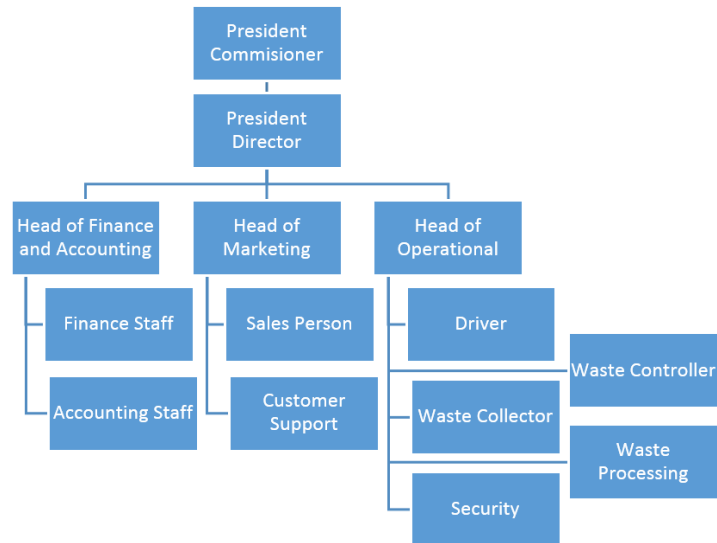 President
Commisioner
President
Director
Head of Finance
and Accounting
Head of
Marketing
Head of
Operational
Finance Staff
Sales Person
Driver
Waste Controller
Accounting Staff
Customer
Support
Waste Collector
Waste
Processing
Security